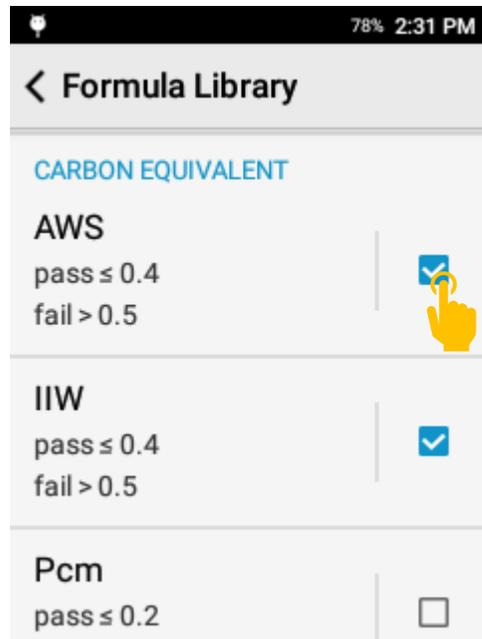 78% 2:31 PM
Formula Library
CARBON EQUIVALENT
AWS
pass ≤ 0.4
fail > 0.5
IIW
pass ≤ 0.4
fail > 0.5
Pcm
pass ≤ 0.2